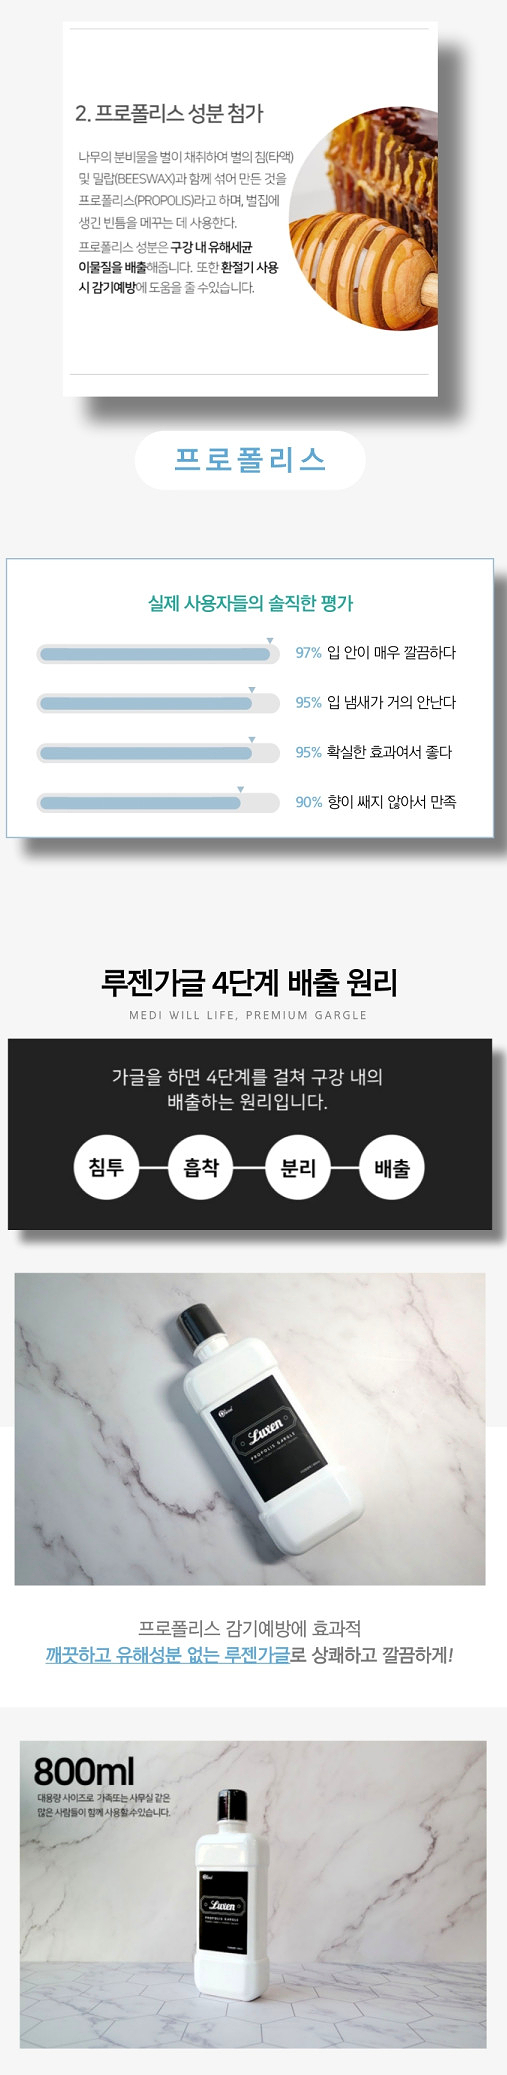 2. 프로폴리스 성분 첨가
나무의 분비물을 벌이 채취하여 벌의 침(타액)
및 밀랍(BEESWAX)과 함께 섞어 만든 것을
프로폴리스(PROPOLIS)라고 하며, 벌집에
생긴 빈틈을 메꾸는 데 사용한다.
프로폴리스 성분은 구강 내 유해세균
이물질을 배출해줍니다. 또한 환절기 사용
시 감기예방에 도움을 줄 수있습니다.
프로폴리스
실제 사용자들의 솔직한 평가
97% 입 안이 매우 깔끔하다
95% 입 냄새가 거의 안난다
95% 확실한 효과여서 좋다
90% 향이 쌔지 않아서 만족
루젠가글 4단계 배출 원리
MEDI WILL LIFE, PREMIUM GARGLE
가글을 하면 4단계를 걸쳐 구강 내의
배출하는 원리입니다.
침투 흡착 분리 배출
Luxen
PROPOLIS GARGLE
프로폴리스 감기예방에 효과적
깨끗하고 유해성분 없는 루젠가글로 상쾌하고 깔끔하게!
800ml
대용량 사이즈로 가족또는 사무실 같은
많은 사람들이 함께 사용할 수있습니다.
Luxen
PROPOLIS GARGLE